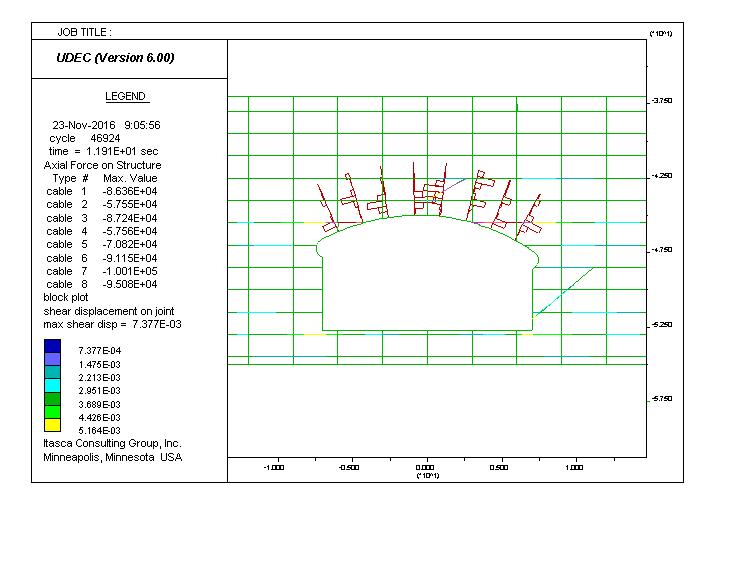 JOB TITLE :
UDEC (Version 6.00)
LEGEND
23-Nov-2016 9:05:56
cycle 46924
time = 1.191E+01 sec
Axial Force on Structure
Type # Max. Value
cable 1 -8.636E+04
cable 2 -5.755E+04
cable 3 -8.724E+04
cable 4 -5.756E+04
cable 5 -7.082E+04
cable 6 -9.115E+04
cable 7 -1.001E+05
cable 8 -9.508E+04
block plot
shear displacement on joint
max shear disp = 7.377E-03
7.377E-04
1.475E-03
2.213E-03
2.951E-03
3.689E-03
4.426E-03
5.164E-03
Itasca Consulting Group, Inc.
Minneapolis, Minnesota USA
(*10^1)
-3.750
-4.250
-4.750
-5.250
-5.750
-1.000 -0.500 0.000 0.500 1.000
(*10^1)